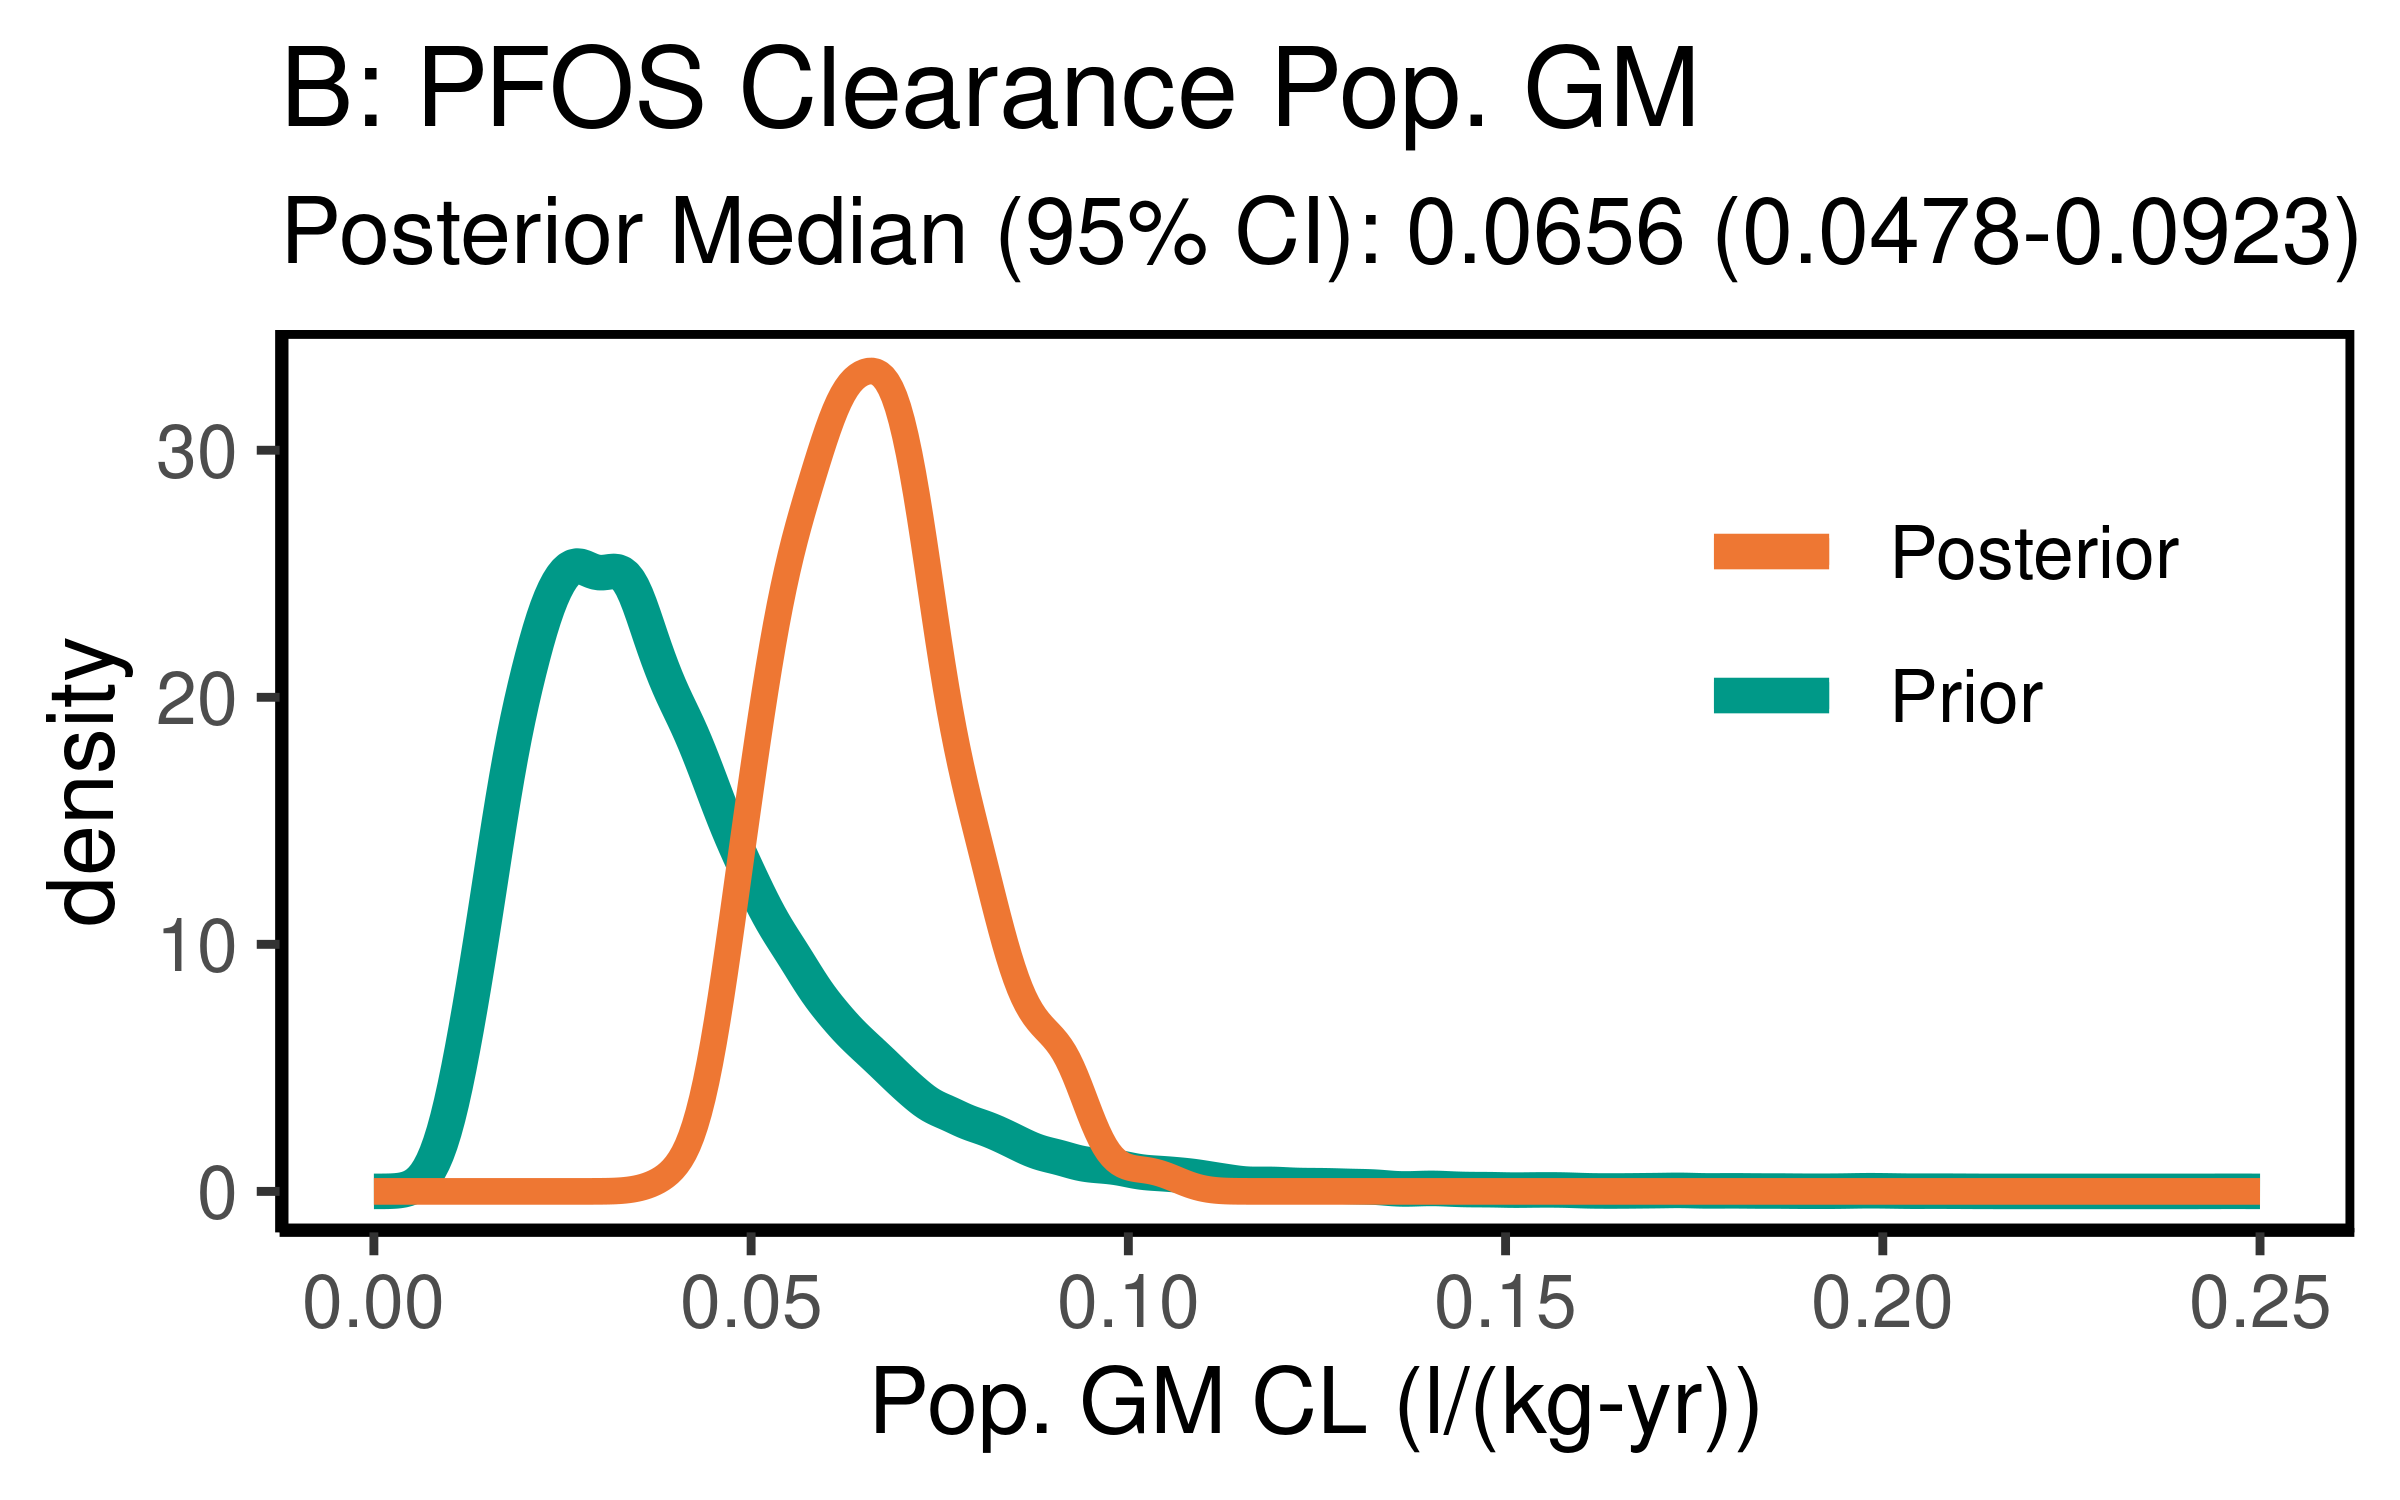 B: PFOS Clearance Pop. GM
Posterior Median (95% CI): 0.0656 (0.0478-0.0923)
density
30
20
10
0
Posterior
Prior
0.00 0.05 0.10 0.15 0.20 0.25
Pop. GM CL (l/(kg-yr))